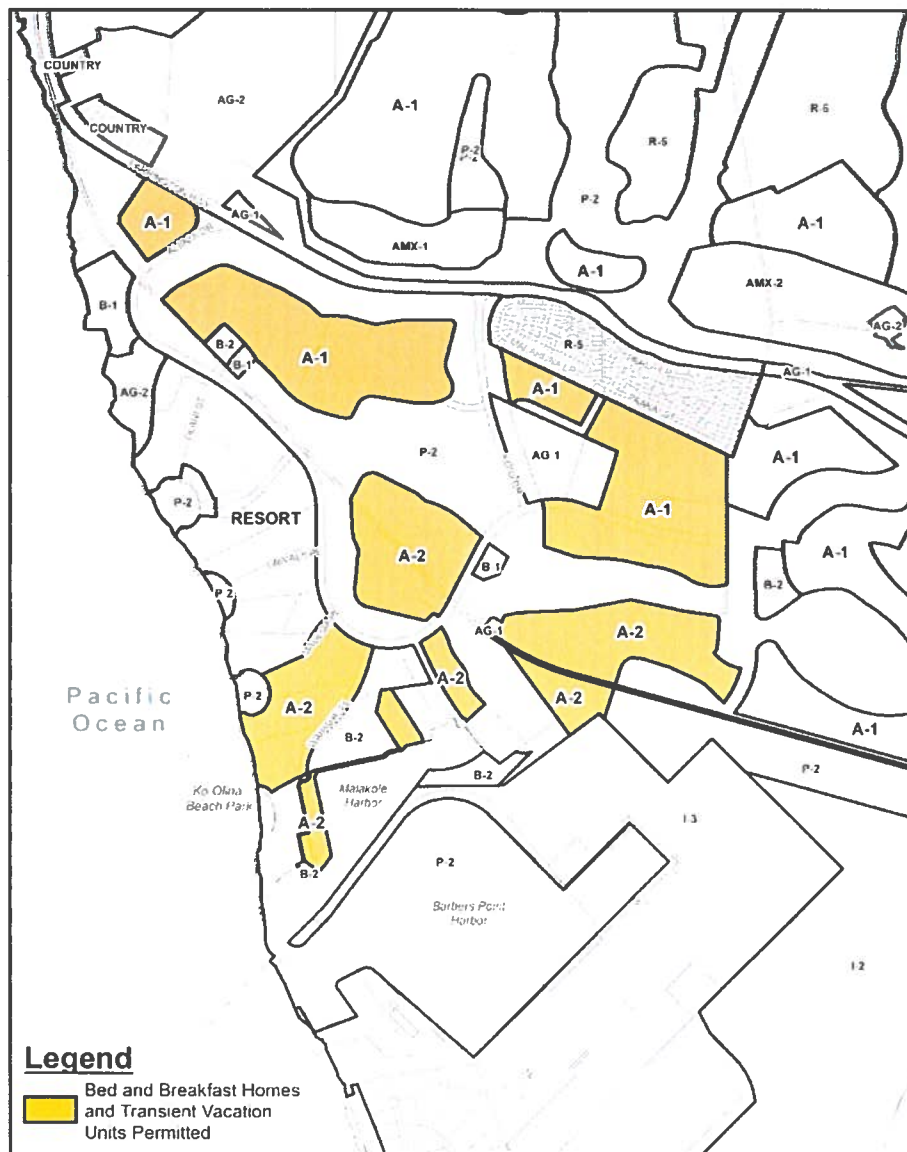 COUNTRY
AG-2
A-1
R-5
COUNTRY
R-5
P-2
P-2
A-1
AG-1
A-1
AMX-1
A-1
AMX-2
B-1
AG-2
B-2
B-1
A-1
R-5
AG-1
A-1
AG-2
P-2
AG-1
A-1
P-2
RESORT
A-1
A-2
A-1
B-1
B-2
P-2
AG-1
A-2
A-2
P-2
A-2
A-2
B-2
A-1
Pacific
Ocean
P-2
B-2
Ko Olina
Beach Park
Malakole
Harbor
A-2
I-3
P-2
B-2
Barbers Point
Harbor
I-2
Legend
Bed and Breakfast Homes
and Transient Vacation
Units Permitted